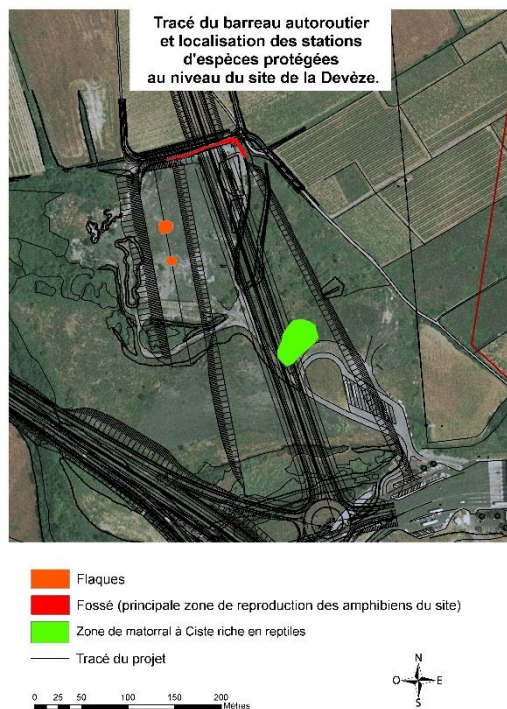 Tracé du barreau autoroutier
et localisation des stations
d'espèces protégées
au niveau du site de la Devèze.
Flaques
Fossé (principale zone de reproduction des amphibiens du site)
Zone de matorral à Ciste riche en reptiles
Tracé du projet
N
O E
S
0 25 50 100 150 200
Mètres